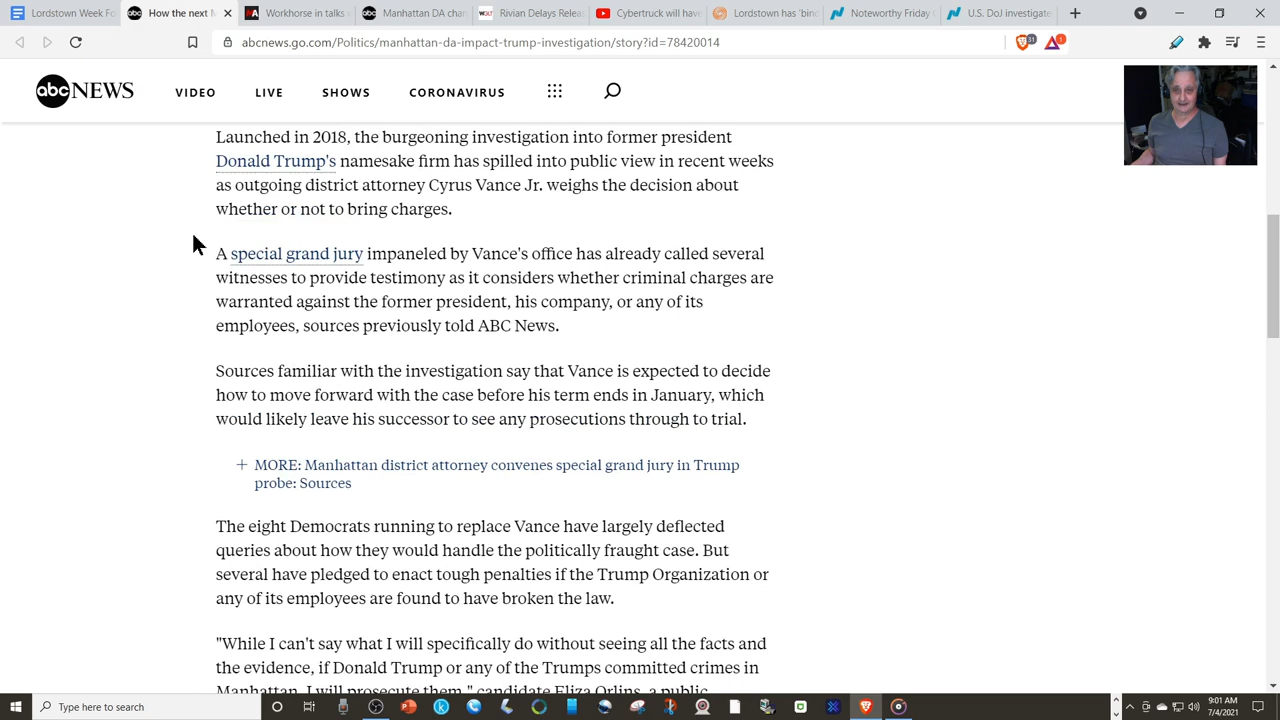 Lordstown Week Fo
How the next M
Workhorse in talks w
Manhattan DA chan
Rivian Delays Relea
Cybertruck will have
Lordstown has 'bind
Noteworthy Friday O
U.S. DoJ investigate
abcnews.go.com/Politics/manhattan-da-impact-trump-investigation/story?id=78420014
31
1
abc NEWS
VIDEO
LIVE
SHOWS
CORONAVIRUS
Launched in 2018, the burgeoning investigation into former president
Donald Trump's namesake firm has spilled into public view in recent weeks
as outgoing district attorney Cyrus Vance Jr. weighs the decision about
whether or not to bring charges.
A special grand jury impaneled by Vance's office has already called several
witnesses to provide testimony as it considers whether criminal charges are
warranted against the former president, his company, or any of its
employees, sources previously told ABC News.
Sources familiar with the investigation say that Vance is expected to decide
how to move forward with the case before his term ends in January, which
would likely leave his successor to see any prosecutions through to trial.
+ MORE: Manhattan district attorney convenes special grand jury in Trump
probe: Sources
The eight Democrats running to replace Vance have largely deflected
queries about how they would handle the politically fraught case. But
several have pledged to enact tough penalties if the Trump Organization or
any of its employees are found to have broken the law.
"While I can't say what I will specifically do without seeing all the facts and
the evidence, if Donald Trump or any of the Trumps committed crimes in
Manhattan, I will prosecute them," candidate Eliza Orlins, a public
Type here to search
9:01 AM
7/4/2021